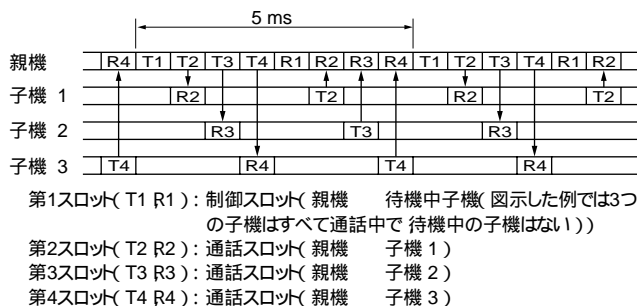 5 ms
親機 R4 T1 T2 T3 T4 R1 R2 R3 R4 T1 T2 T3 T4 R1 R2
子機 1 R2 T2 R2 T2
子機 2 R3 T3 R3
子機 3 T4 R4 T4 R4
第1スロット( T1 R1 ) : 制御スロット( 親機 待機中子機( 図示した例では3つ
の子機はすべて通話中で 待機中の子機はない ) )
第2スロット( T2 R2 ) : 通話スロット( 親機 子機 1 )
第3スロット( T3 R3 ) : 通話スロット( 親機 子機 2 )
第4スロット( T4 R4 ) : 通話スロット( 親機 子機 3 )